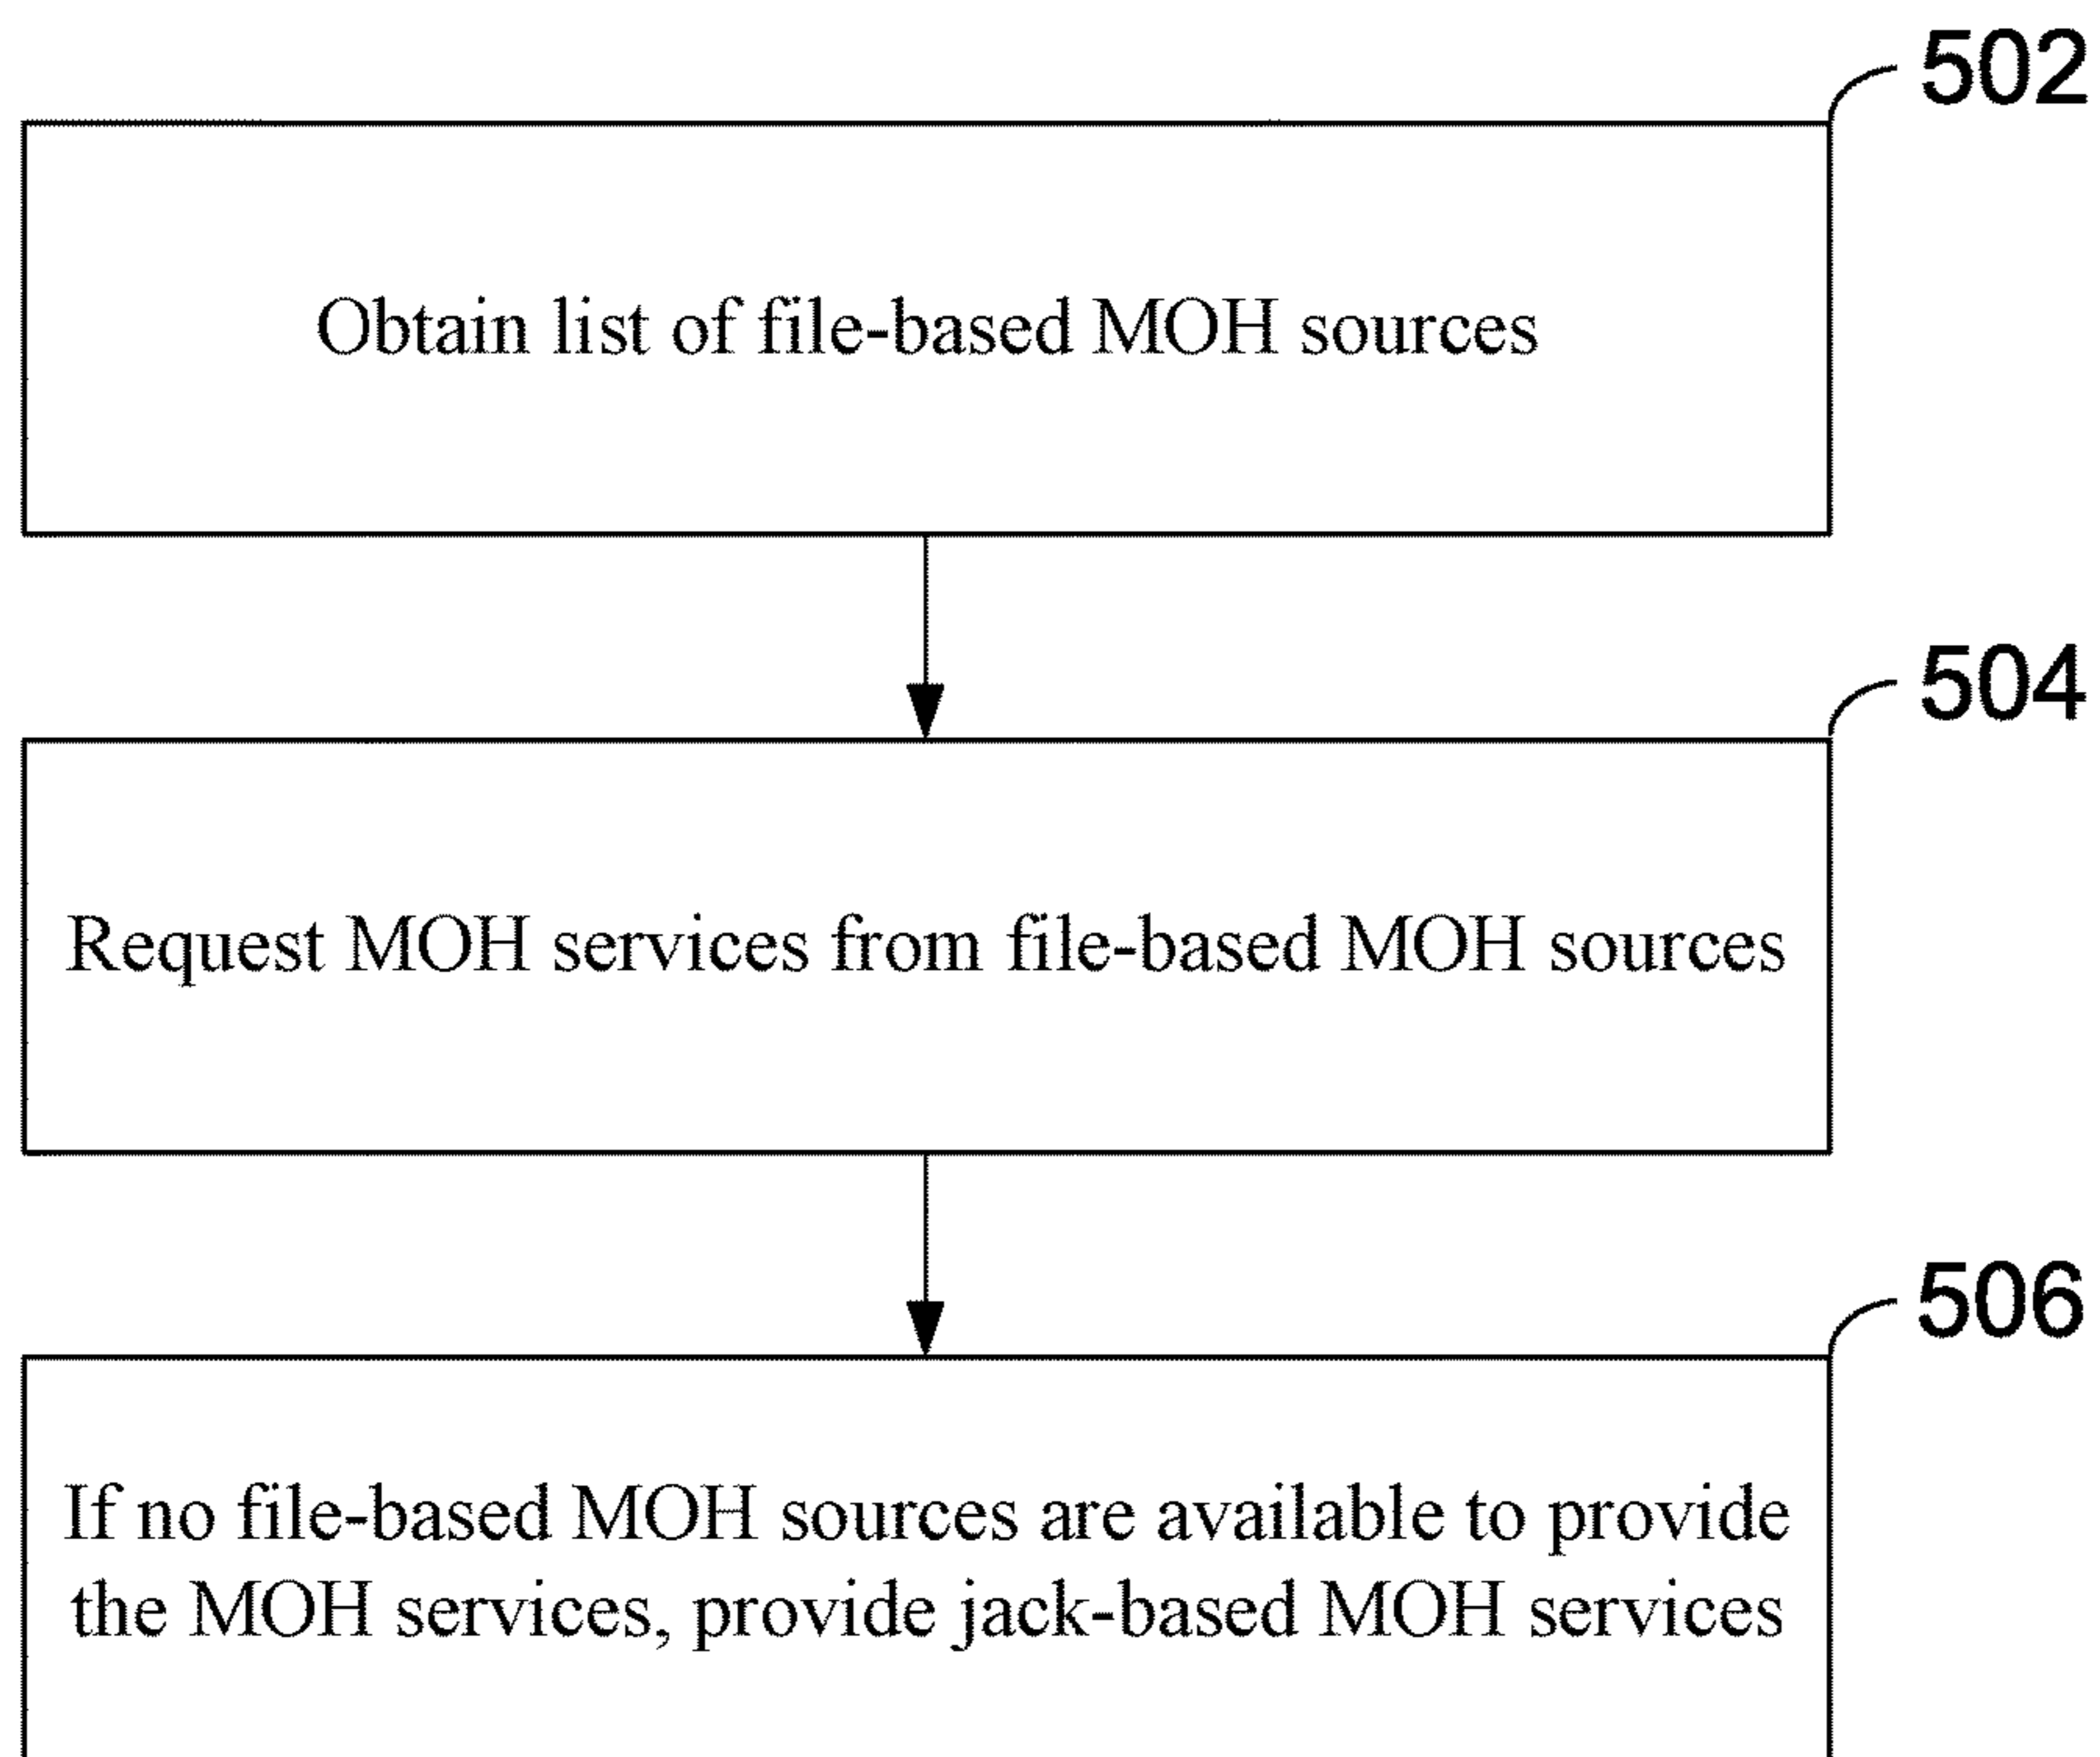 502
Obtain list of file-based MOH sources
504
Request MOH services from file-based MOH sources
506
If no file-based MOH sources are available to provide
the MOH services, provide jack-based MOH services